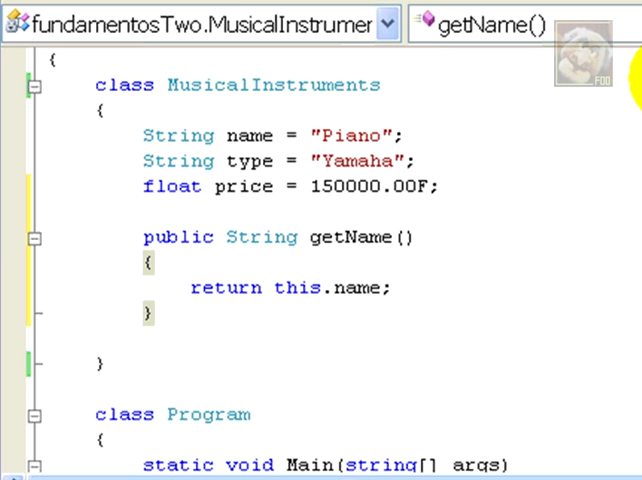 fundamentosTwo.MusicalInstrumer
getName()
FOO
{
class MusicalInstruments
{
String name = "Piano";
String type = "Yamaha";
float price = 150000.00F;
public String getName()
{
return this.name;
}
}
class Program
{
static void Main(string[] args)